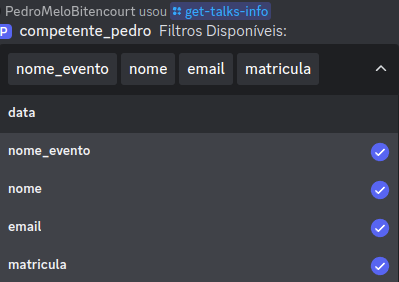 PedroMeloBitencourt usou get-talks-info
P competente_pedro Filtros Disponíveis:
nome_evento nome email matricula
data
nome_evento
nome
email
matricula